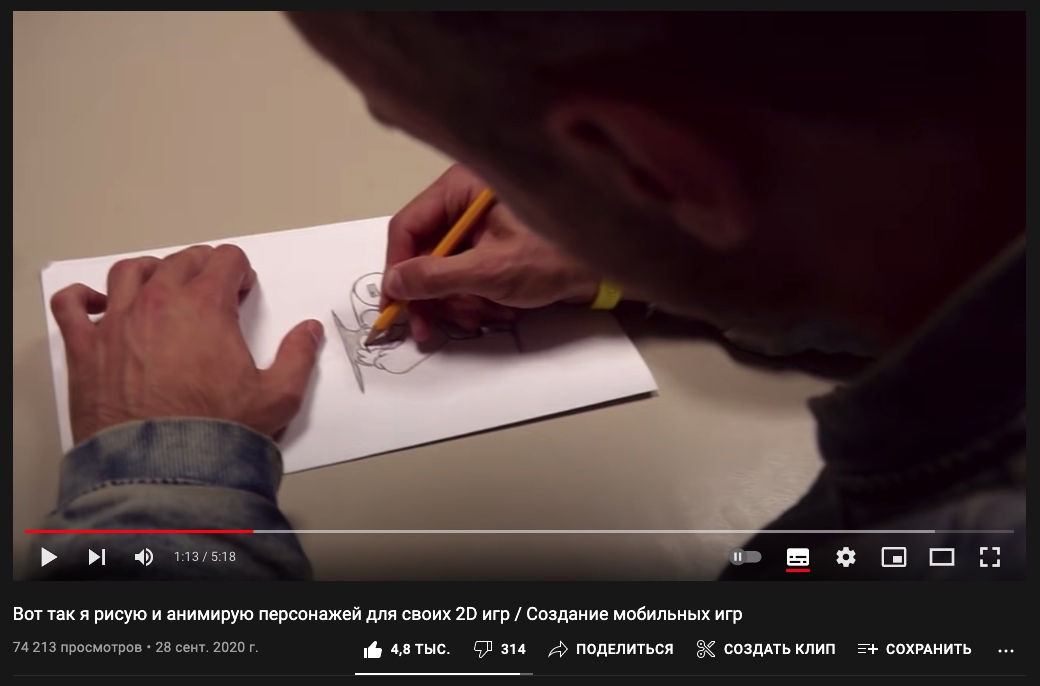 1:13 / 5:18
Вот так я рисую и анимирую персонажей для своих 2D игр / Создание мобильных игр
74 213 просмотров • 28 сент. 2020 г.
4,8 ТЫС.
314
ПОДЕЛИТЬСЯ
СОЗДАТЬ КЛИП
СОХРАНИТЬ